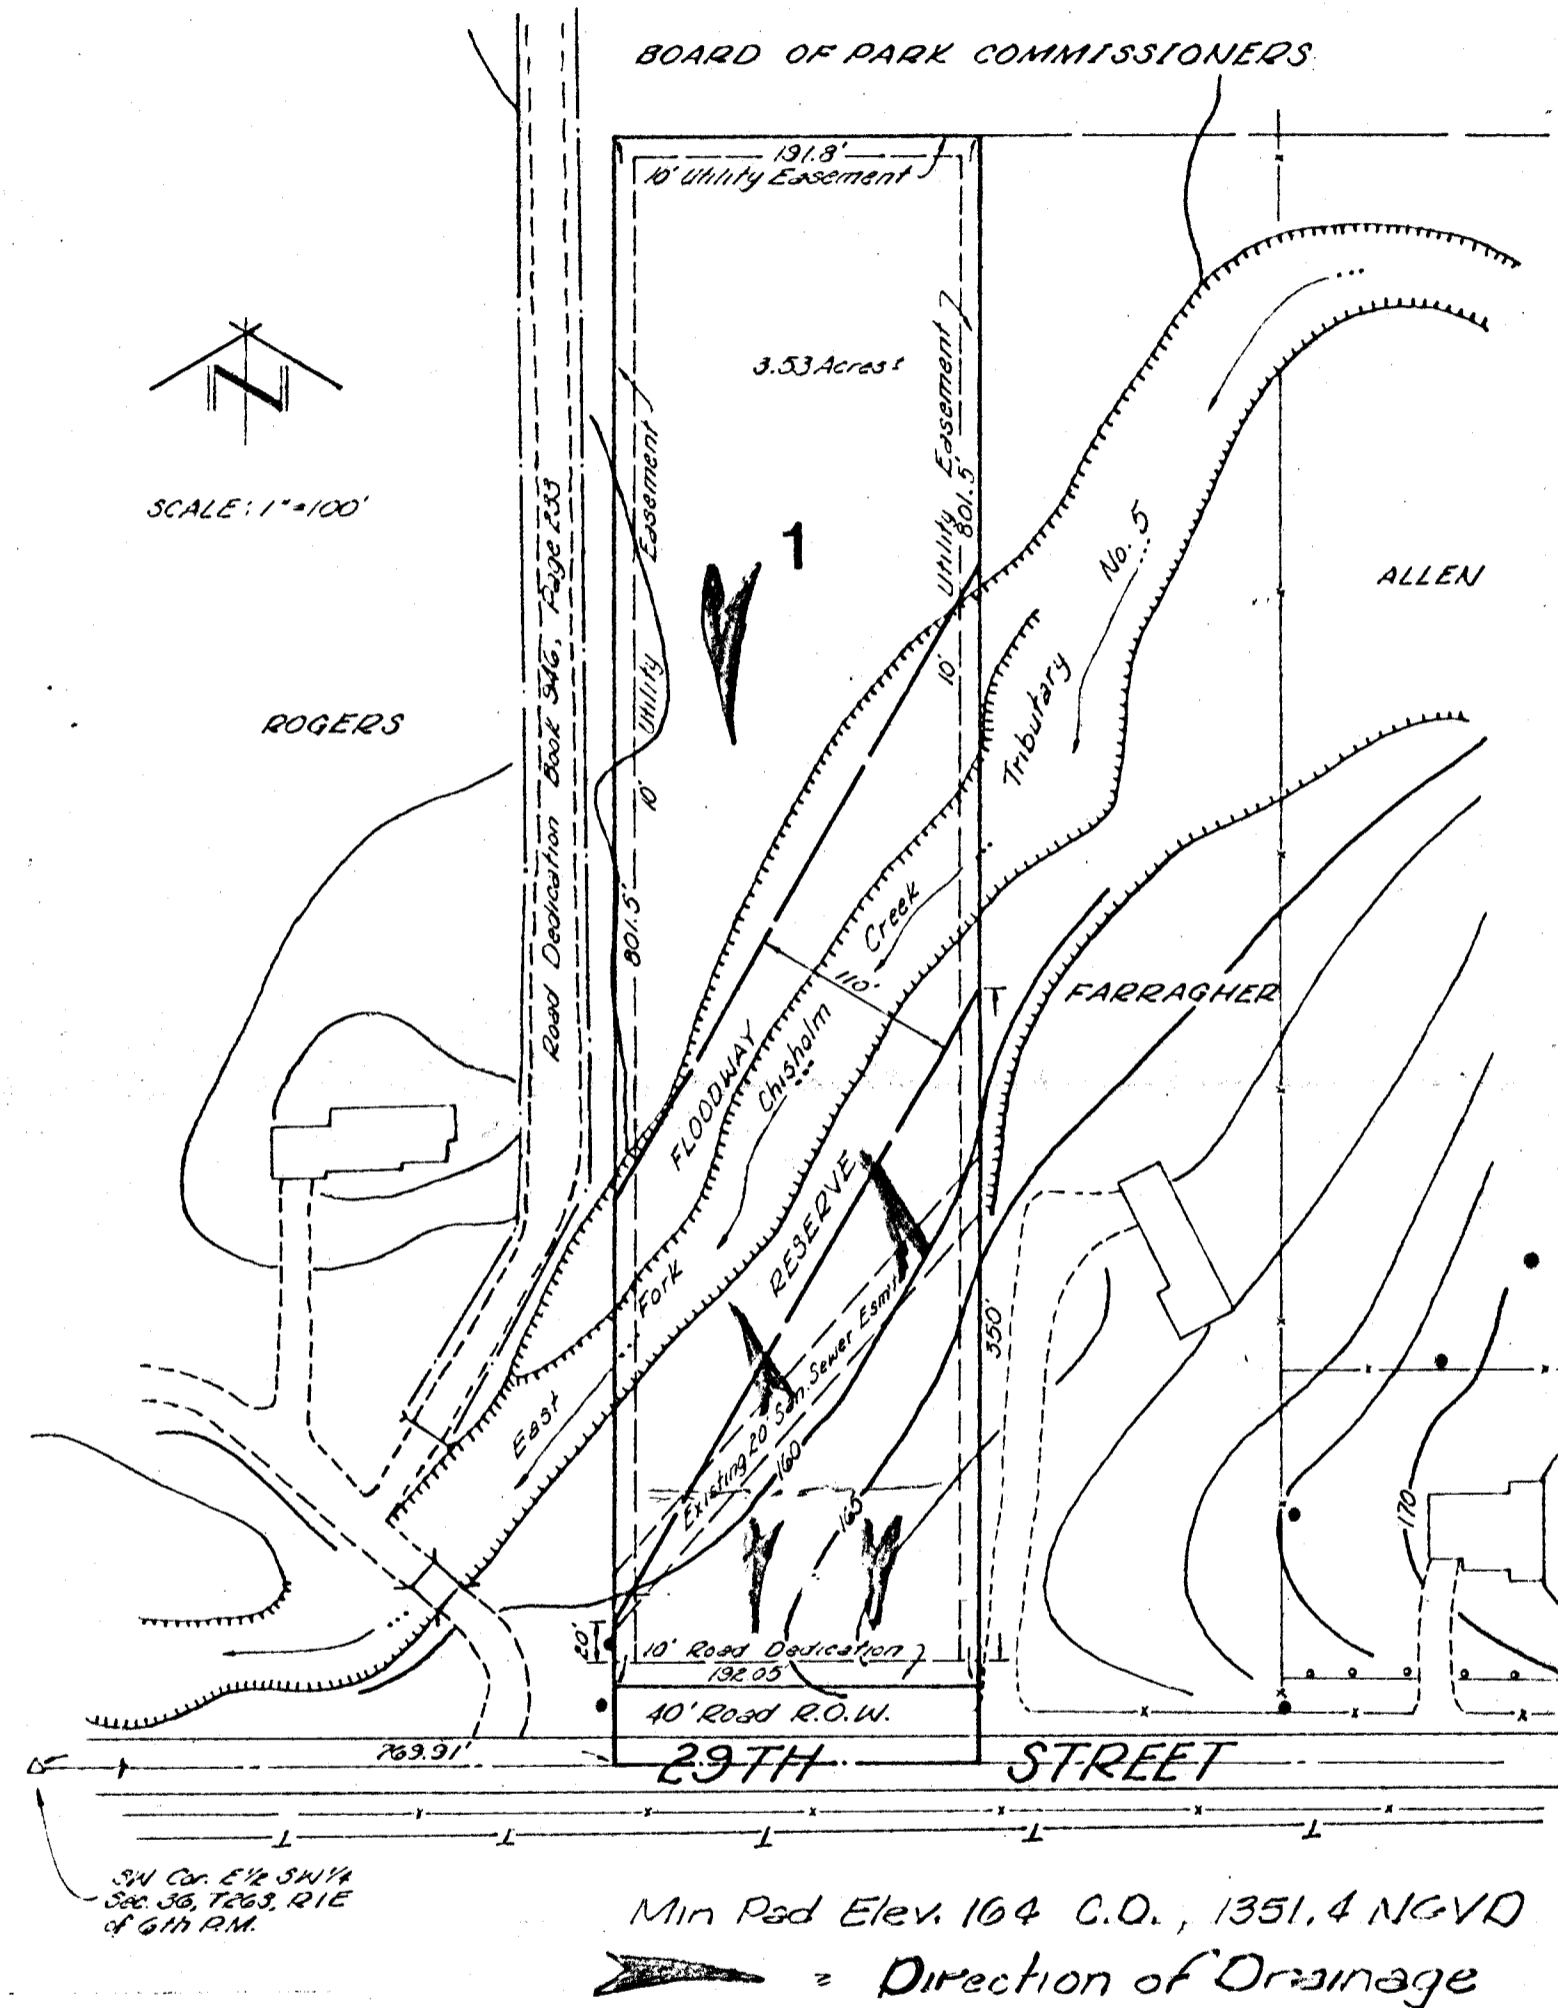 BOARD OF PARK COMMISSIONERS
191.8'
10' Utility Easement
3.53 Acres±
SCALE: 1"=100'
Road Dedication Book 946, Page 233
10' Utility Easement
801.5'
10' Utility Easement
801.5'
1
No. 5
Tributary
ALLEN
ROGERS
Creek
110'
FARRAGHER
FLOODWAY
Chisholm
RESERVE
Fork
East
Existing 20' San. Sewer Esmt
350'
160
165
170
20'
10' Road Dedication
192.05'
40' Road R.O.W.
769.91'
29TH STREET
SW Cor. E½ SW¼
Sec. 36, T26S, R1E
of 6th P.M.
Min Pad Elev. 164 C.D., 1351.4 NGVD
= Direction of Drainage